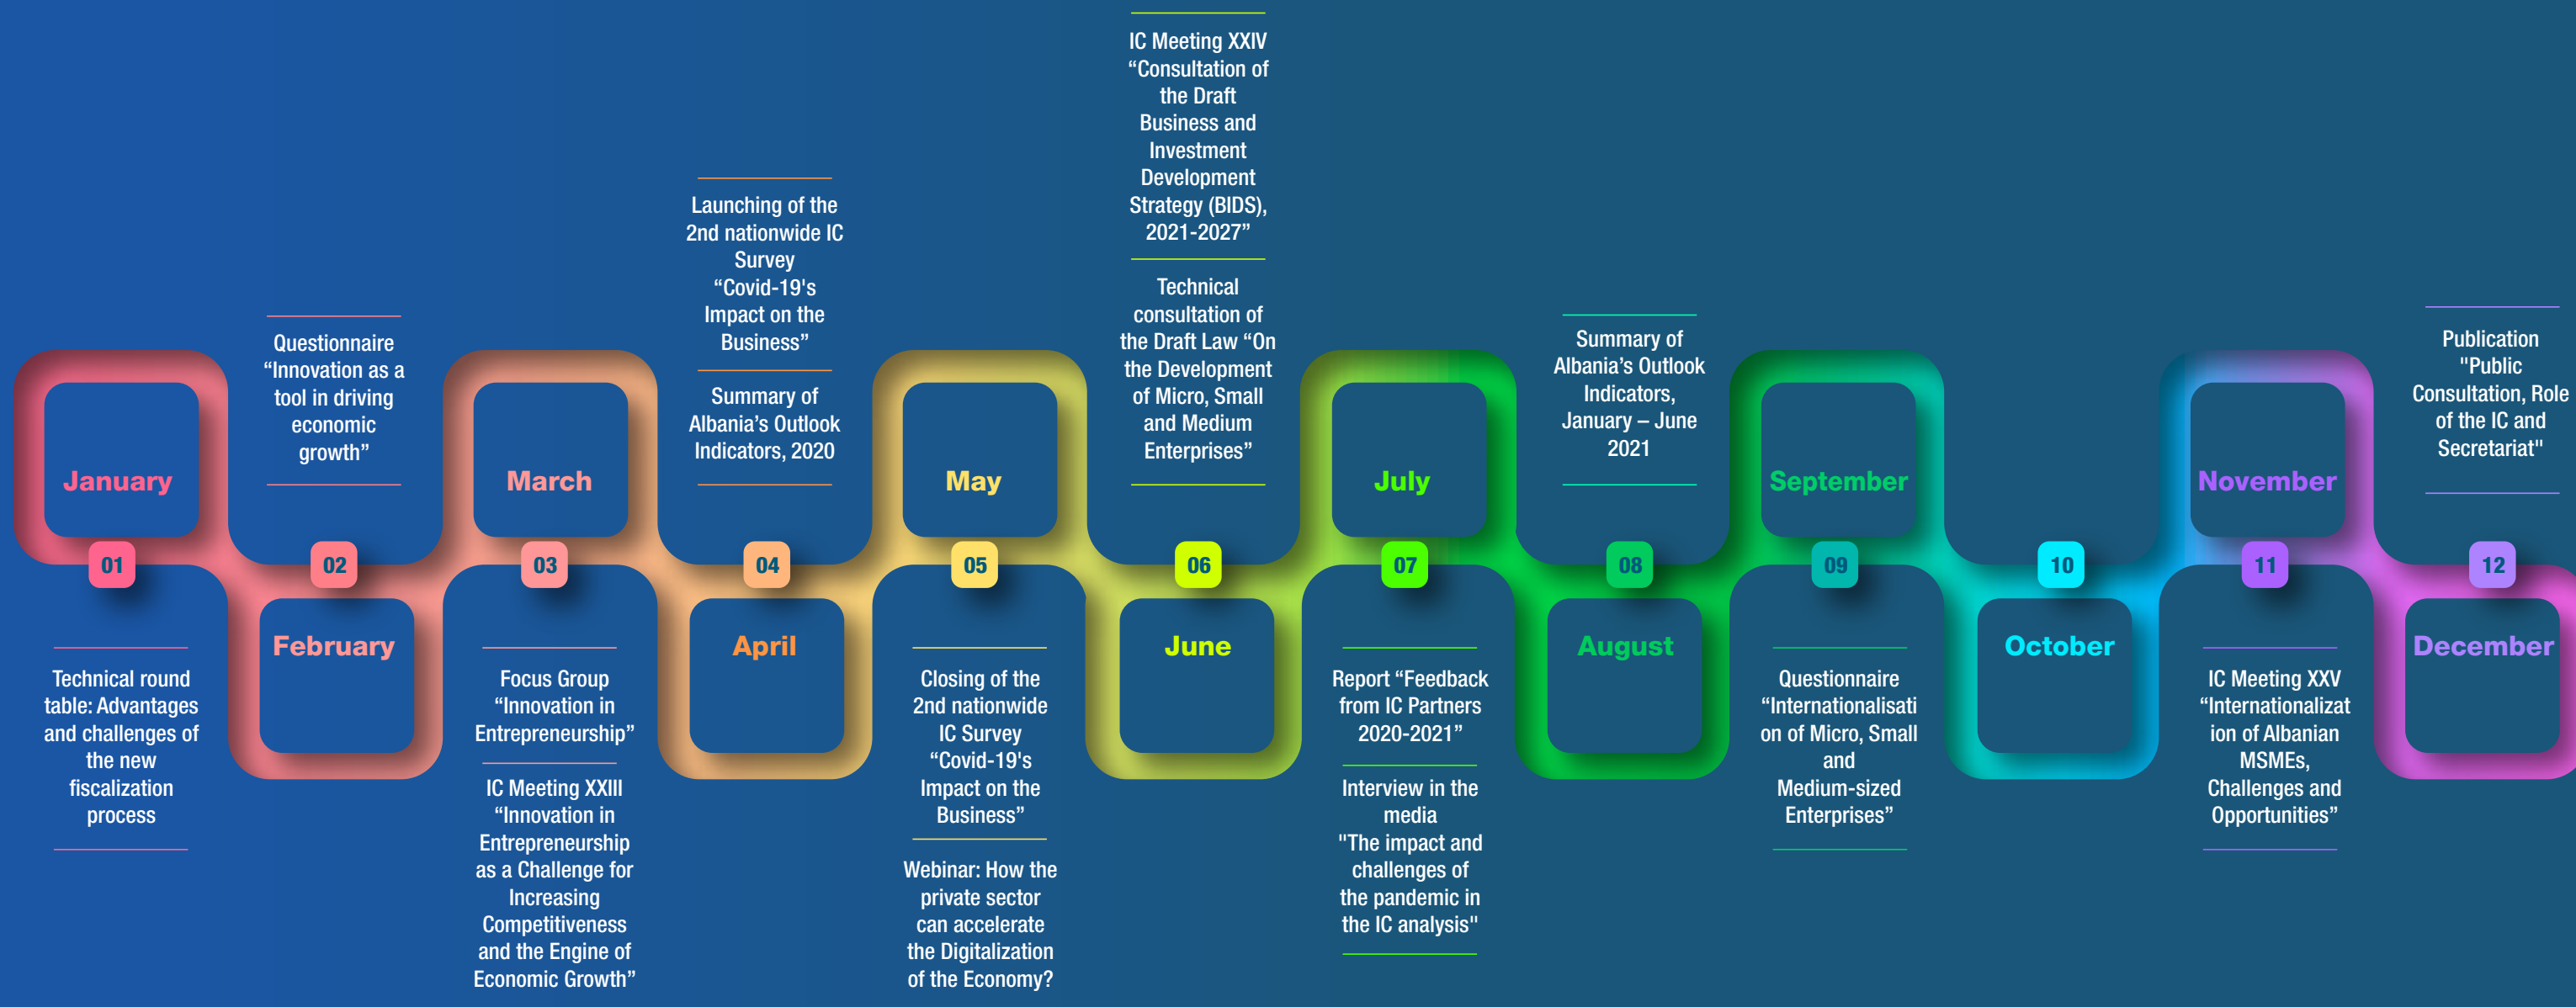 January
01
Technical round
table: Advantages
and challenges of
the new
fiscalization
process
Questionnaire
“Innovation as a
tool in driving
economic
growth”
02
February
March
03
Focus Group
“Innovation in
Entrepreneurship”
IC Meeting XXIII
“Innovation in
Entrepreneurship
as a Challenge for
Increasing
Competitiveness
and the Engine of
Economic Growth”
Launching of the
2nd nationwide IC
Survey
“Covid-19's
Impact on the
Business”
Summary of
Albania’s Outlook
Indicators, 2020
04
April
May
05
Closing of the
2nd nationwide
IC Survey
“Covid-19's
Impact on the
Business”
Webinar: How the
private sector
can accelerate
the Digitalization
of the Economy?
IC Meeting XXIV
“Consultation of
the Draft
Business and
Investment
Development
Strategy (BIDS),
2021-2027”
Technical
consultation of
the Draft Law “On
the Development
of Micro, Small
and Medium
Enterprises”
06
June
July
07
Report “Feedback
from IC Partners
2020-2021”
Interview in the
media
"The impact and
challenges of
the pandemic in
the IC analysis"
Summary of
Albania’s Outlook
Indicators,
January – June
2021
08
August
September
09
Questionnaire
“Internationalisati
on of Micro, Small
and
Medium-sized
Enterprises”
10
October
November
11
IC Meeting XXV
“Internationalizat
ion of Albanian
MSMEs,
Challenges and
Opportunities”
Publication
"Public
Consultation, Role
of the IC and
Secretariat"
12
December